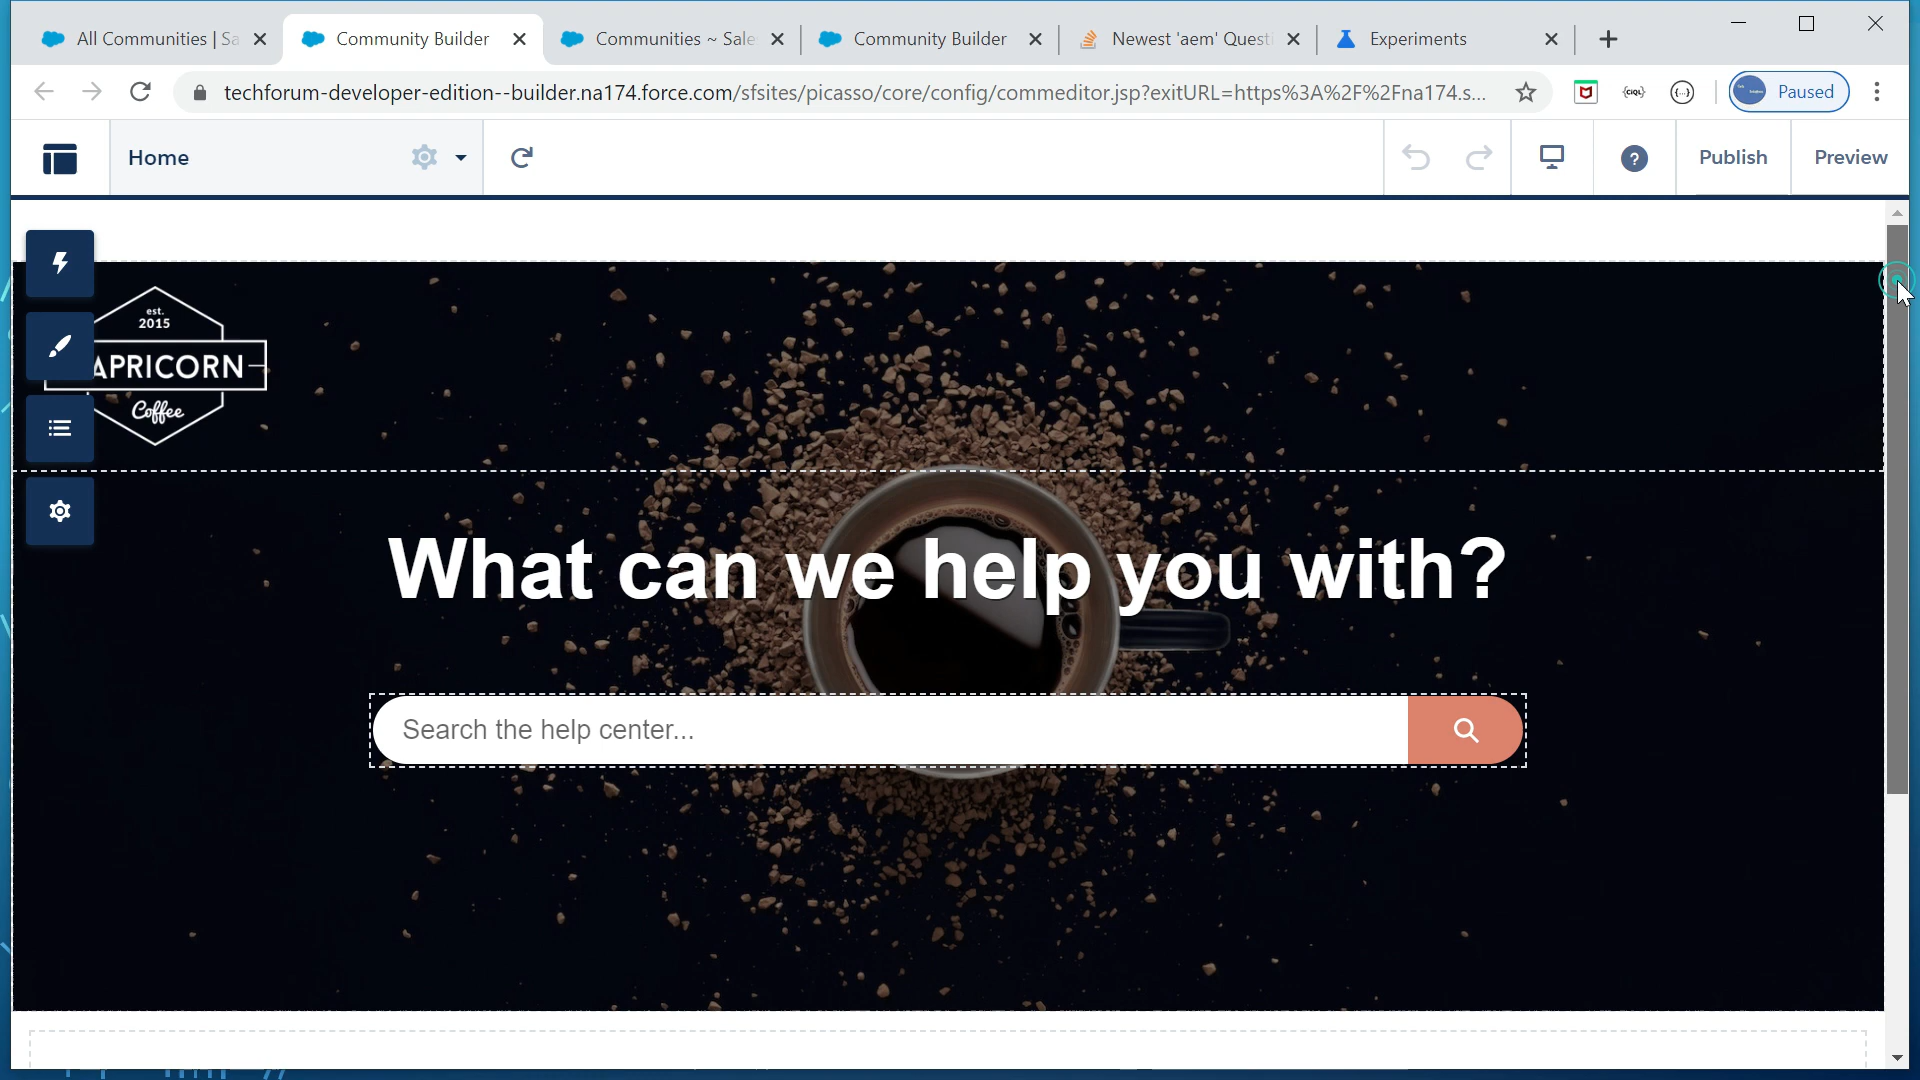 All Communities | Sa
Community Builder
Communities ~ Sale
Community Builder
Newest 'aem' Questi
Experiments
techforum-developer-edition--builder.na174.force.com/sfsites/picasso/core/config/commeditor.jsp?exitURL=https%3A%2F%2Fna174.s...
CIQL
{...}
Paused
Home
?
Publish
Preview
est.
2015
APRICORN
Coffee
What can we help you with?
Search the help center...